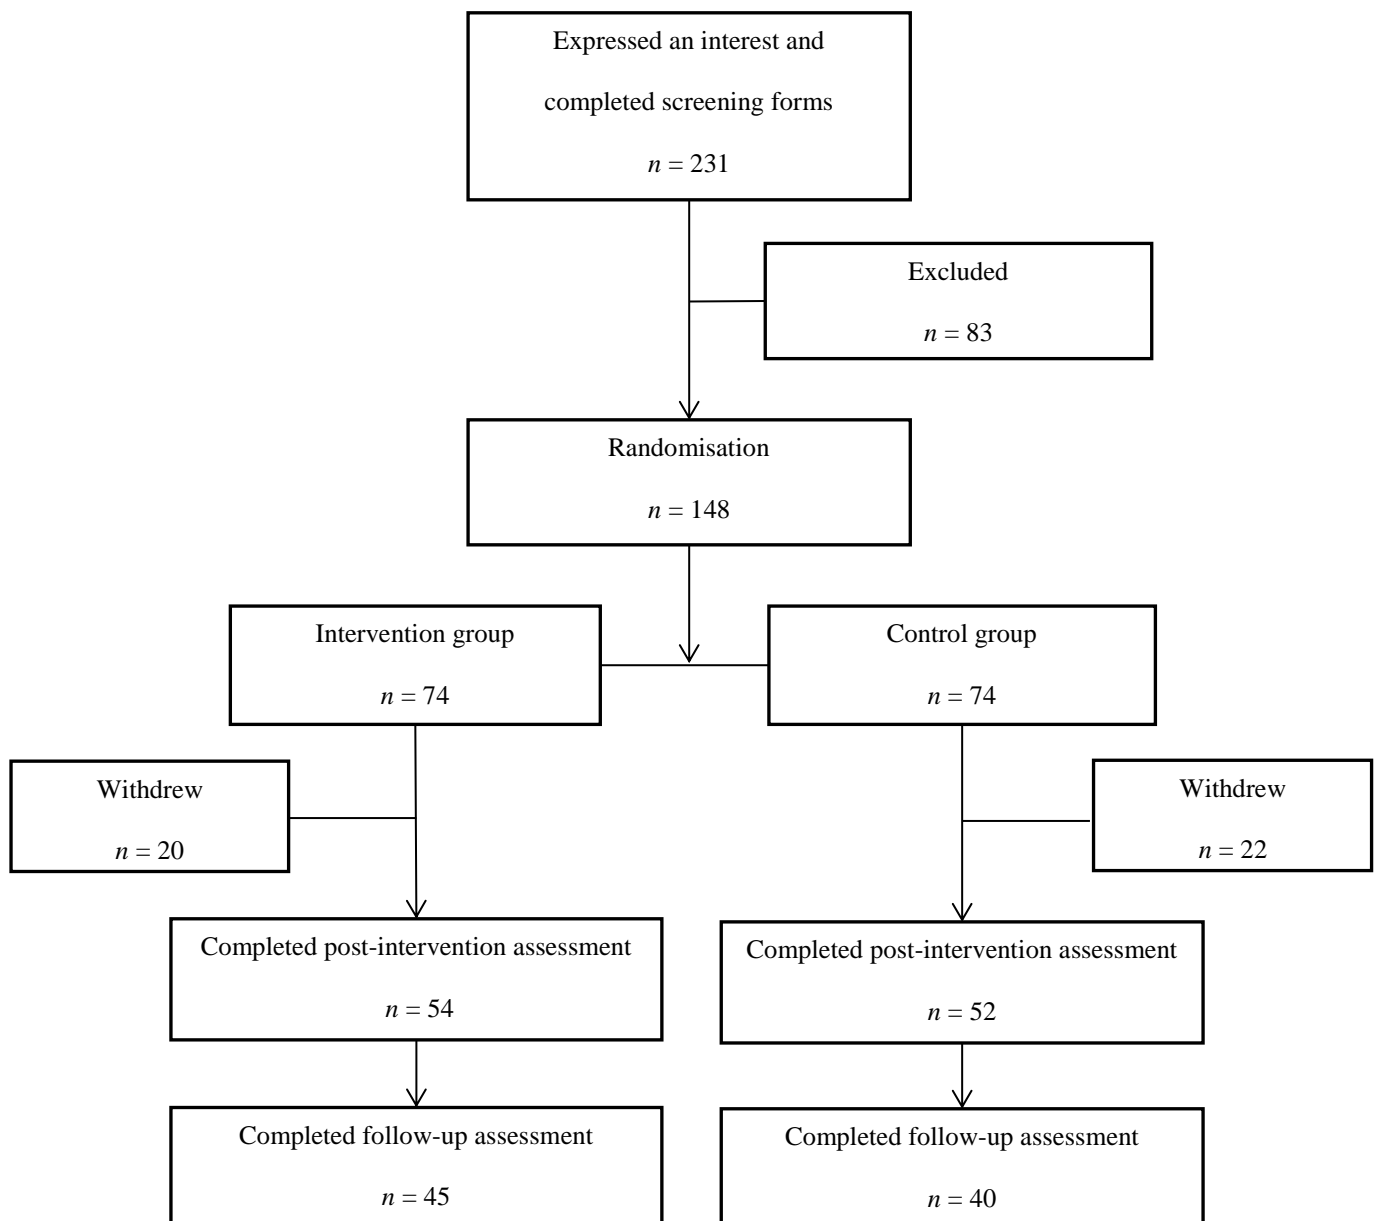 Expressed an interest and
completed screening forms
n = 231
Excluded
n = 83
Randomisation
n = 148
Intervention group
n = 74
Control group
n = 74
Withdrew
n = 20
Withdrew
n = 22
Completed post-intervention assessment
n = 54
Completed post-intervention assessment
n = 52
Completed follow-up assessment
n = 45
Completed follow-up assessment
n = 40